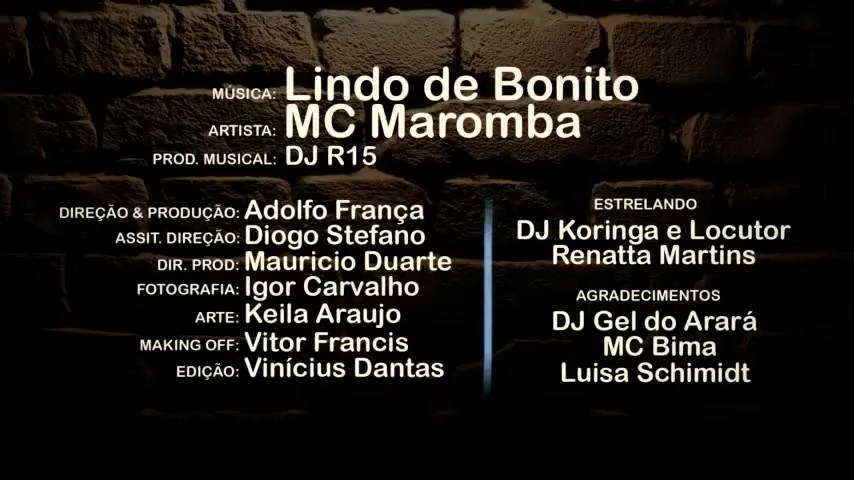 MÚSICA: Lindo de Bonito
ARTISTA: MC Maromba
PROD. MUSICAL: DJ R15
DIREÇÃO & PRODUÇÃO: Adolfo França
ASSIT. DIREÇÃO: Diogo Stefano
DIR. PROD: Mauricio Duarte
FOTOGRAFIA: Igor Carvalho
ARTE: Keila Araujo
MAKING OFF: Vitor Francis
EDIÇÃO: Vinícius Dantas
ESTRELANDO
DJ Koringa e Locutor
Renatta Martins
AGRADECIMENTOS
DJ Gel do Arará
MC Bima
Luisa Schimidt